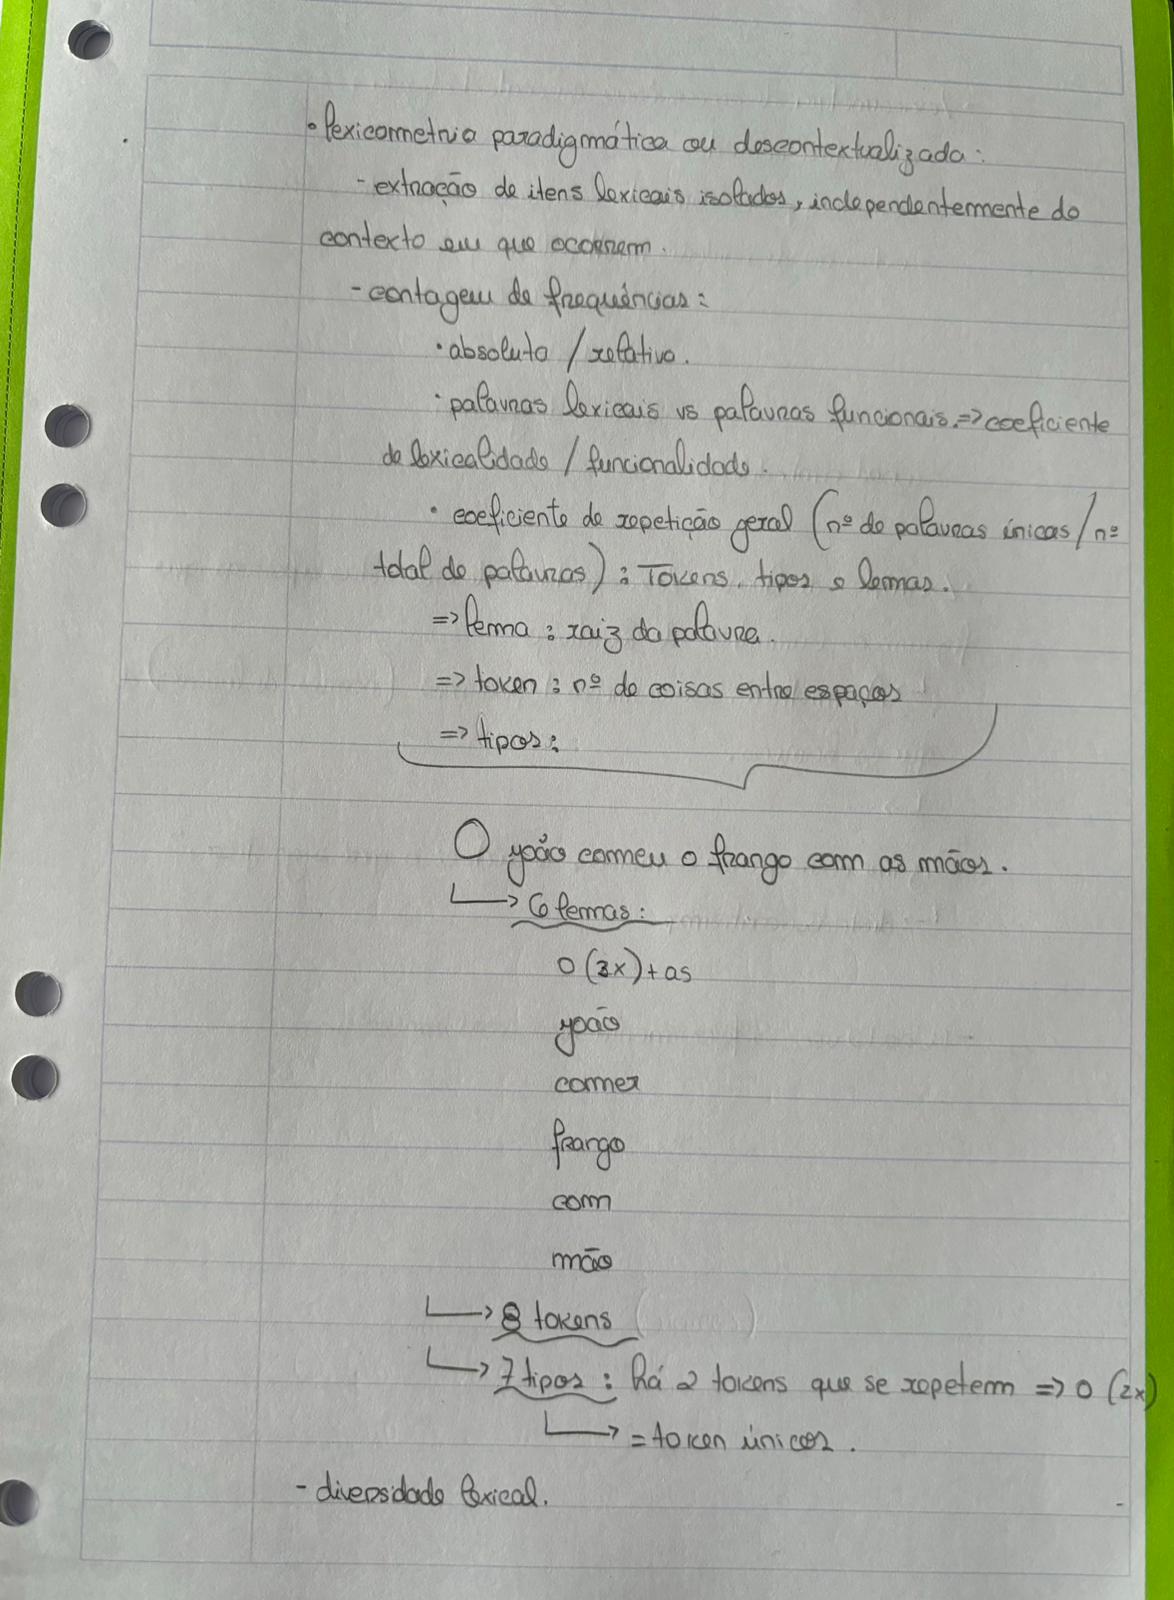 • lexicometria paradigmática ou descontextualizada:
- extração de itens lexicais isolados, independentemente do
contexto em que ocorrem.
- contagem de frequências:
• absoluta / relativa.
• palavras lexicais vs palavras funcionais. => coeficiente
de lexicalidade / funcionalidade.
• coeficiente de repetição geral (nº de palavras únicas / nº
total de palavras): Tokens, tipos e lemas.
=> lema: raiz da palavra.
=> token: nº de coisas entre espaços
=> tipos:
O joão comeu o frango com as mãos.
↳ 6 lemas:
o (3x) + as
joão
comer
frango
com
mão
↳ 8 tokens
↳ 7 tipos: há 2 tokens que se repetem => o (2x)
↳ = token únicos.
- diversidade lexical.